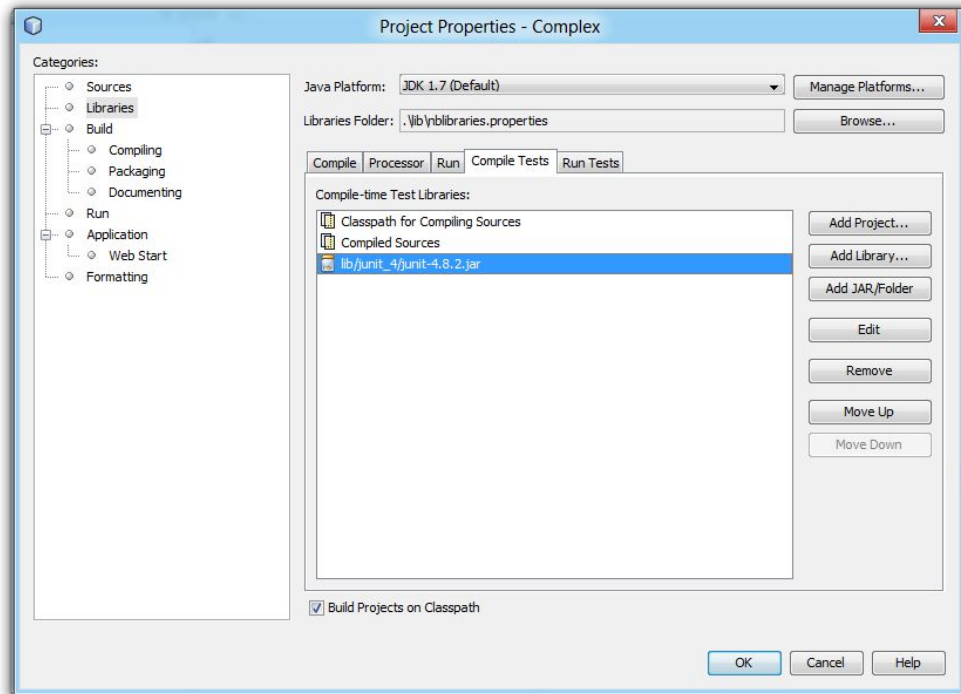 Project Properties - Complex
Categories:
Sources
Libraries
Build
Compiling
Packaging
Documenting
Run
Application
Web Start
Formatting
Java Platform: JDK 1.7 (Default) Manage Platforms...
Libraries Folder: .\lib\nblibraries.properties Browse...
Compile Processor Run Compile Tests Run Tests
Compile-time Test Libraries:
Classpath for Compiling Sources
Compiled Sources
lib/junit_4/junit-4.8.2.jar
Add Project...
Add Library...
Add JAR/Folder
Edit
Remove
Move Up
Move Down
Build Projects on Classpath
OK Cancel Help